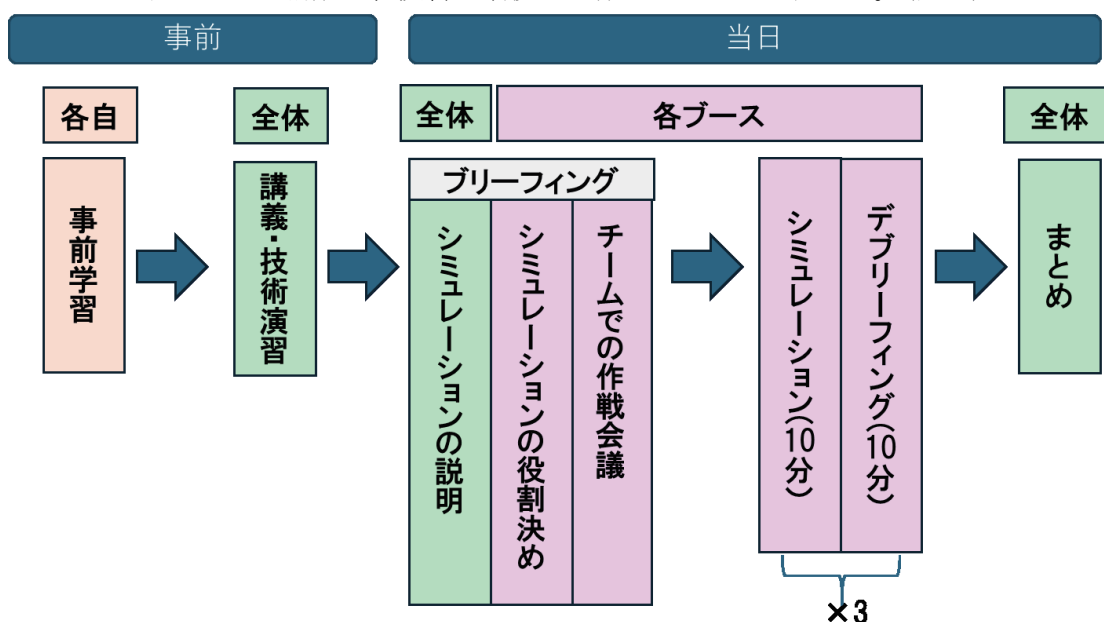 事前
当日
各自
全体
全体
各ブース
全体
事前学習
講義・技術演習
ブリーフィング
シミュレーションの説明
シミュレーションの役割決め
チームでの作戦会議
シミュレーション(10分)
デブリーフィング(10分)
まとめ
×3